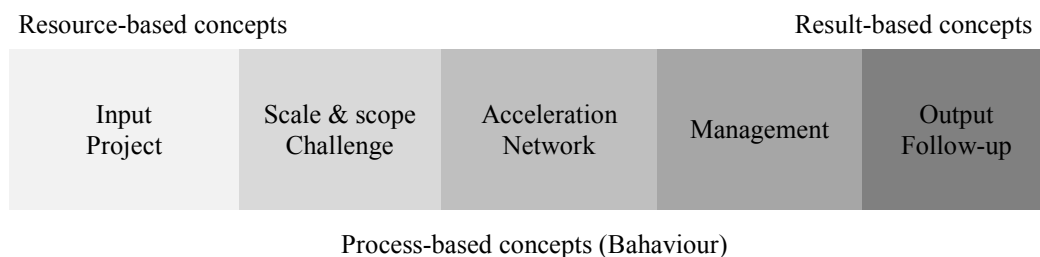 Resource-based concepts
Result-based concepts
Input
Project
Scale & scope
Challenge
Acceleration
Network
Management
Output
Follow-up
Process-based concepts (Bahaviour)